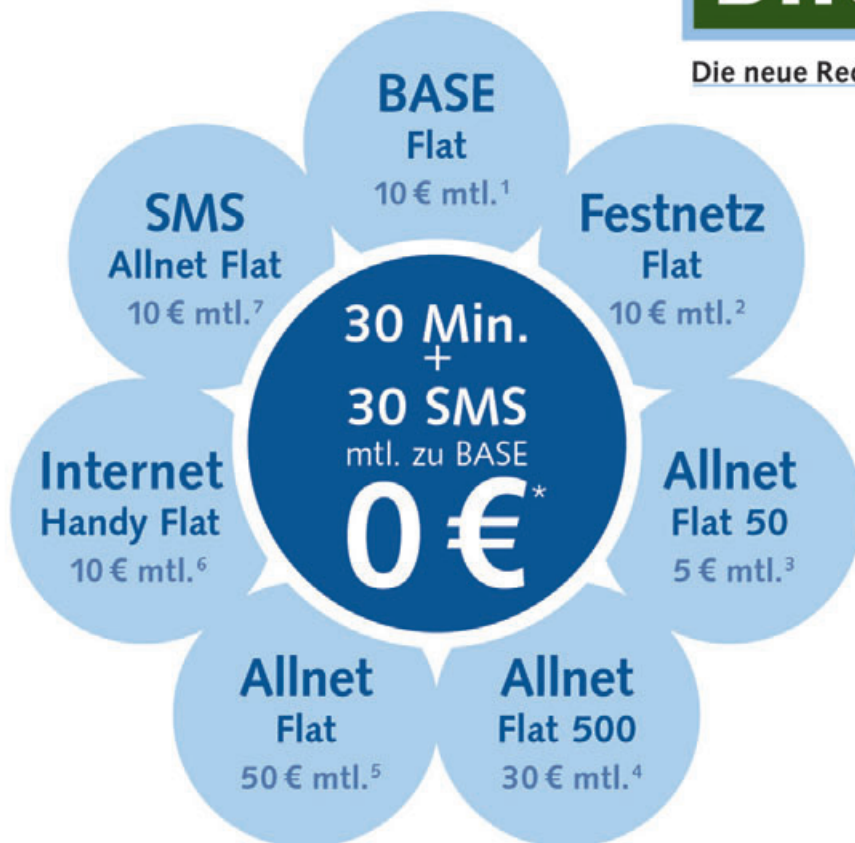 Die neue
BASE
Flat
10 € mtl.¹
Festnetz
Flat
10 € mtl.²
Allnet
Flat 50
5 € mtl.³
Allnet
Flat 500
30 € mtl.⁴
Allnet
Flat
50 € mtl.⁵
Internet
Handy Flat
10 € mtl.⁶
SMS
Allnet Flat
10 € mtl.⁷
30 Min.
+
30 SMS
mtl. zu BASE
0 €*